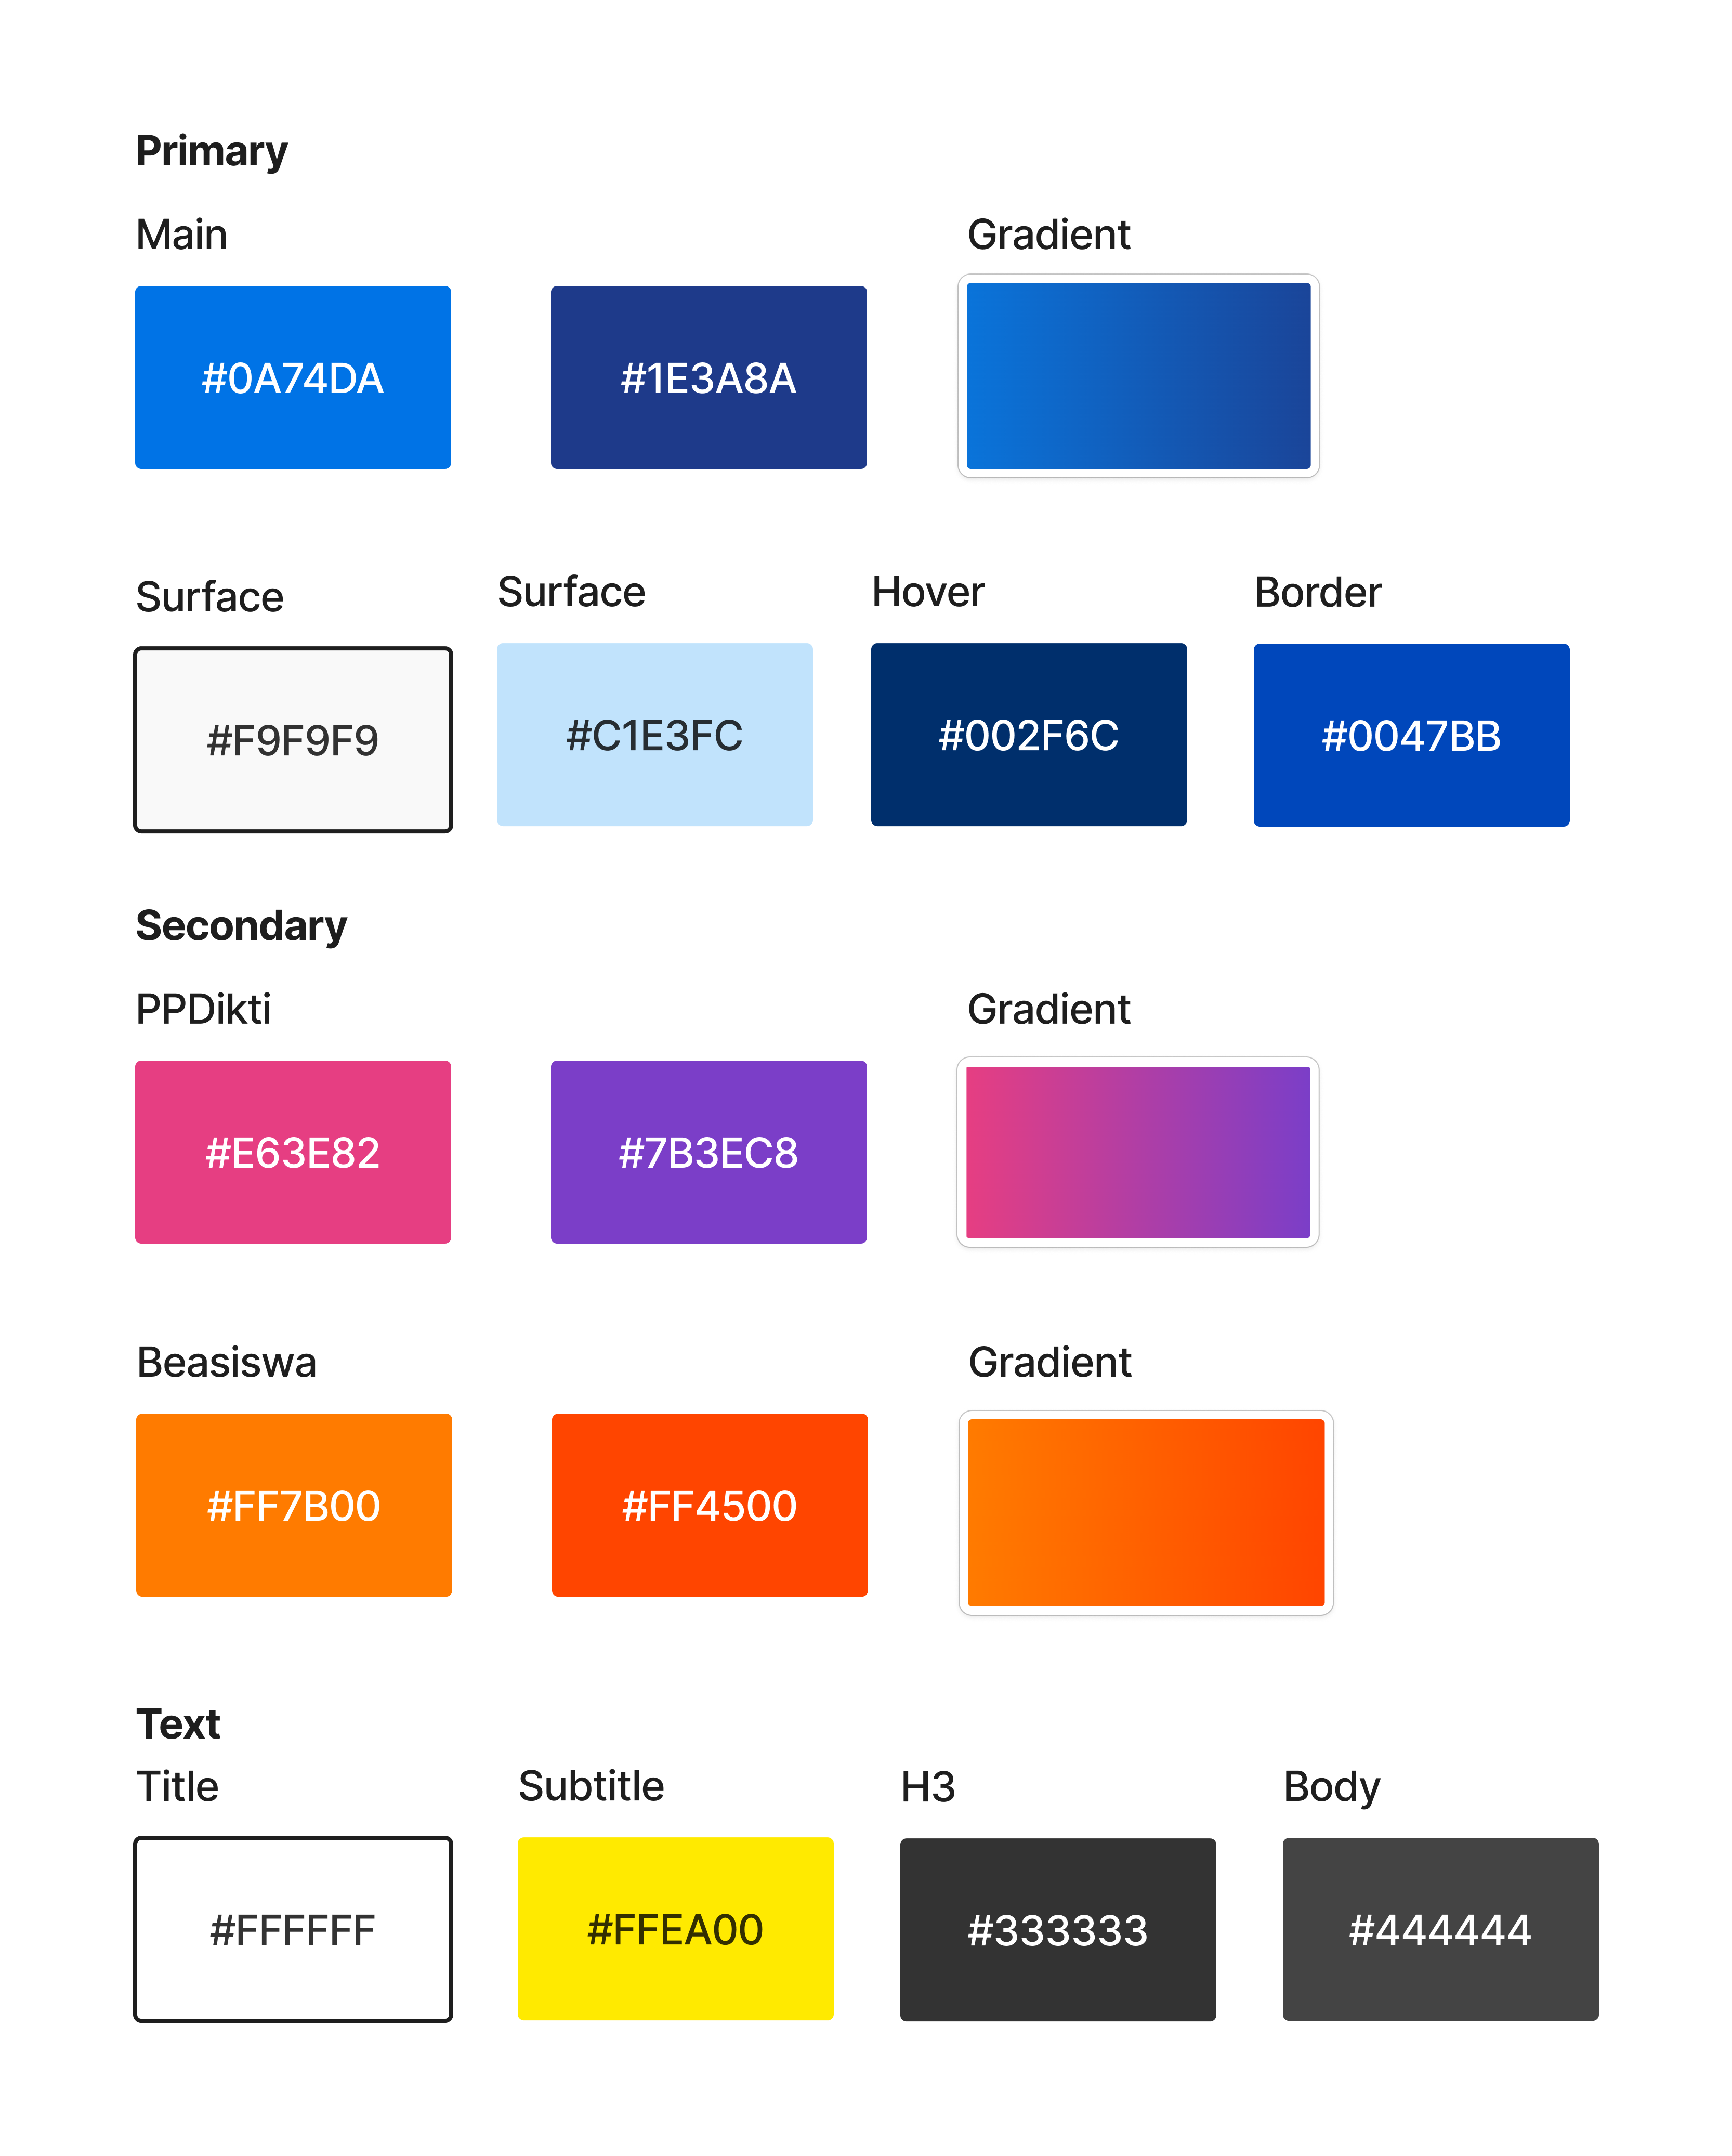 Primary
Main
Gradient
#0A74DA
#1E3A8A
Surface
Surface
Hover
Border
#F9F9F9
#C1E3FC
#002F6C
#0047BB
Secondary
PPDikti
Gradient
#E63E82
#7B3EC8
Beasiswa
Gradient
#FF7B00
#FF4500
Text
Title
Subtitle
H3
Body
#FFFFFF
#FFEA00
#333333
#444444